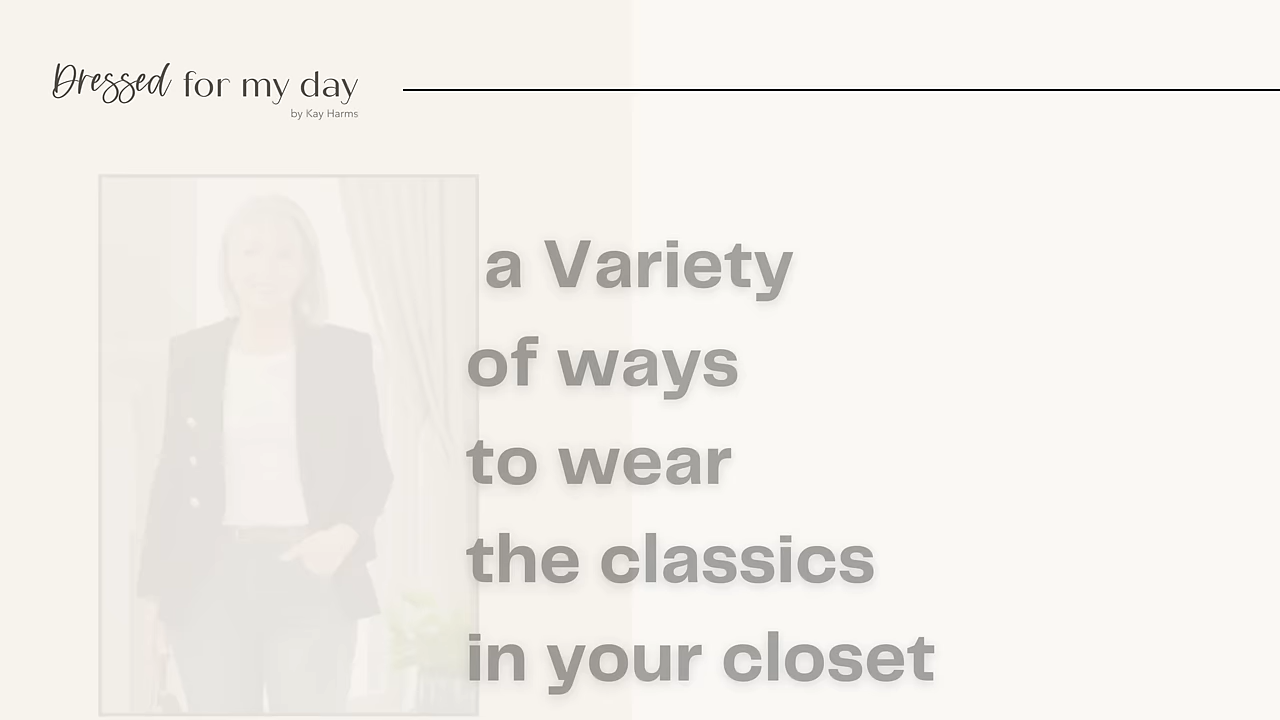 Dressed for my day
by Kay Harms
a Variety
of ways
to wear
the classics
in your closet